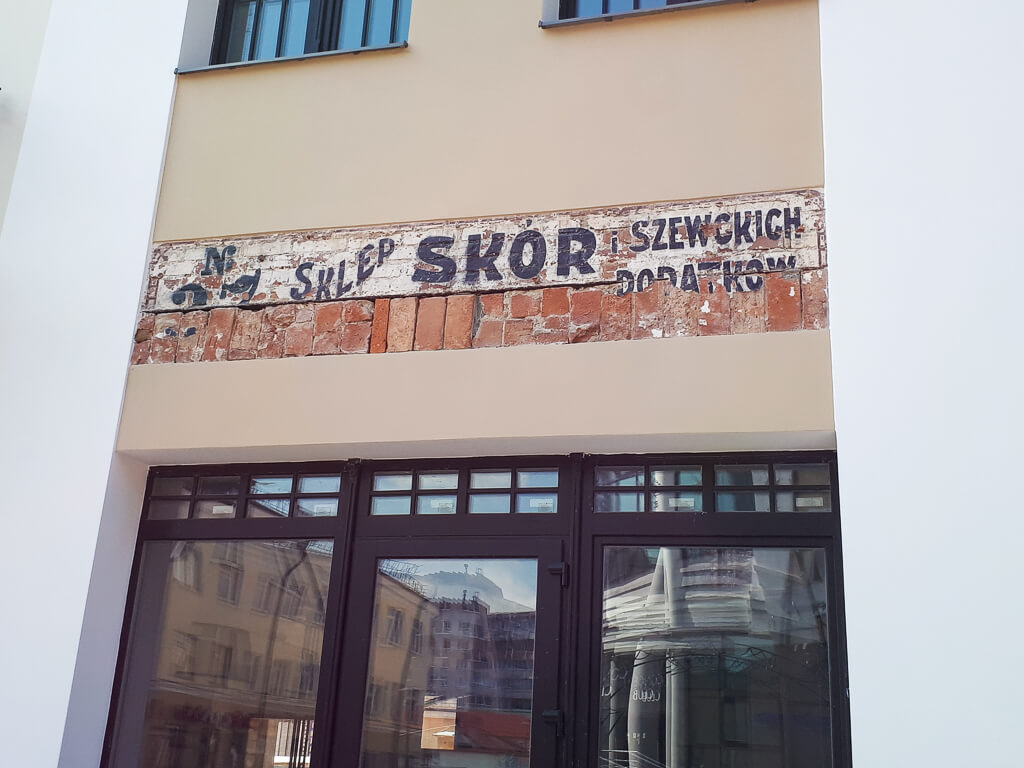 SKLEP SKÓR i SZEWCKICH
DODATKÓW